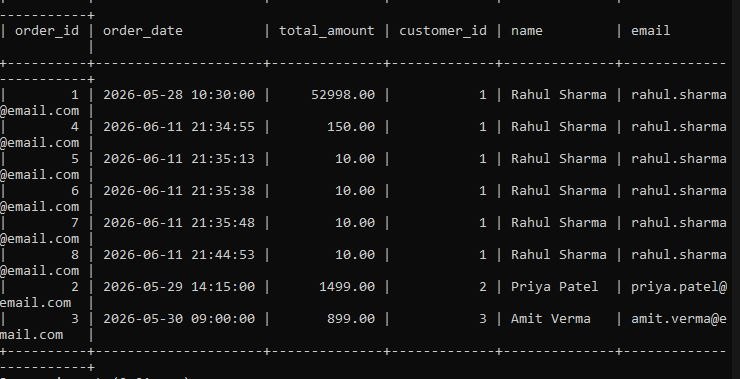 -----------+
| order_id | order_date          | total_amount | customer_id | name         | email
           |
+----------+---------------------+--------------+-------------+--------------+-------------
-----------+
|        1 | 2026-05-28 10:30:00 |     52998.00 |           1 | Rahul Sharma | rahul.sharma
@email.com |
|        4 | 2026-06-11 21:34:55 |       150.00 |           1 | Rahul Sharma | rahul.sharma
@email.com |
|        5 | 2026-06-11 21:35:13 |        10.00 |           1 | Rahul Sharma | rahul.sharma
@email.com |
|        6 | 2026-06-11 21:35:38 |        10.00 |           1 | Rahul Sharma | rahul.sharma
@email.com |
|        7 | 2026-06-11 21:35:48 |        10.00 |           1 | Rahul Sharma | rahul.sharma
@email.com |
|        8 | 2026-06-11 21:44:53 |        10.00 |           1 | Rahul Sharma | rahul.sharma
@email.com |
|        2 | 2026-05-29 14:15:00 |      1499.00 |           2 | Priya Patel  | priya.patel@
email.com  |
|        3 | 2026-05-30 09:00:00 |       899.00 |           3 | Amit Verma   | amit.verma@e
mail.com   |
+----------+---------------------+--------------+-------------+--------------+-------------
-----------+